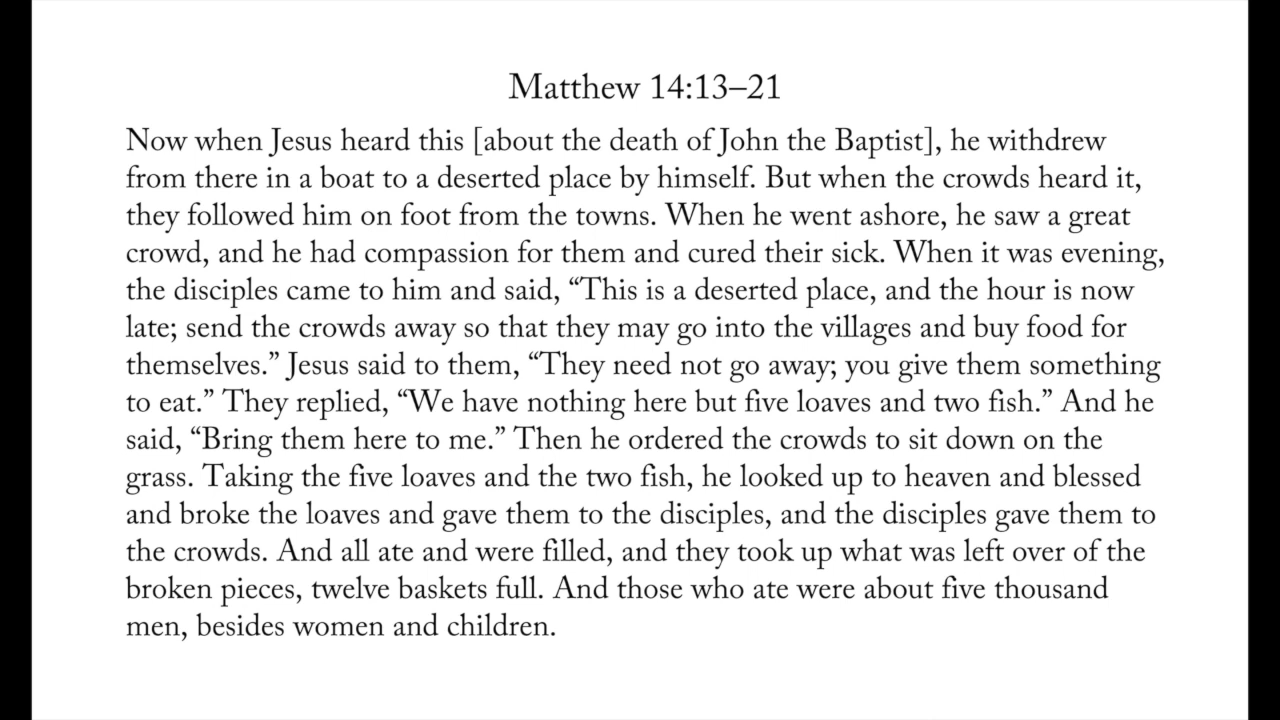 Matthew 14:13–21
Now when Jesus heard this [about the death of John the Baptist], he withdrew
from there in a boat to a deserted place by himself. But when the crowds heard it,
they followed him on foot from the towns. When he went ashore, he saw a great
crowd, and he had compassion for them and cured their sick. When it was evening,
the disciples came to him and said, “This is a deserted place, and the hour is now
late; send the crowds away so that they may go into the villages and buy food for
themselves.” Jesus said to them, “They need not go away; you give them something
to eat.” They replied, “We have nothing here but five loaves and two fish.” And he
said, “Bring them here to me.” Then he ordered the crowds to sit down on the
grass. Taking the five loaves and the two fish, he looked up to heaven and blessed
and broke the loaves and gave them to the disciples, and the disciples gave them to
the crowds. And all ate and were filled, and they took up what was left over of the
broken pieces, twelve baskets full. And those who ate were about five thousand
men, besides women and children.